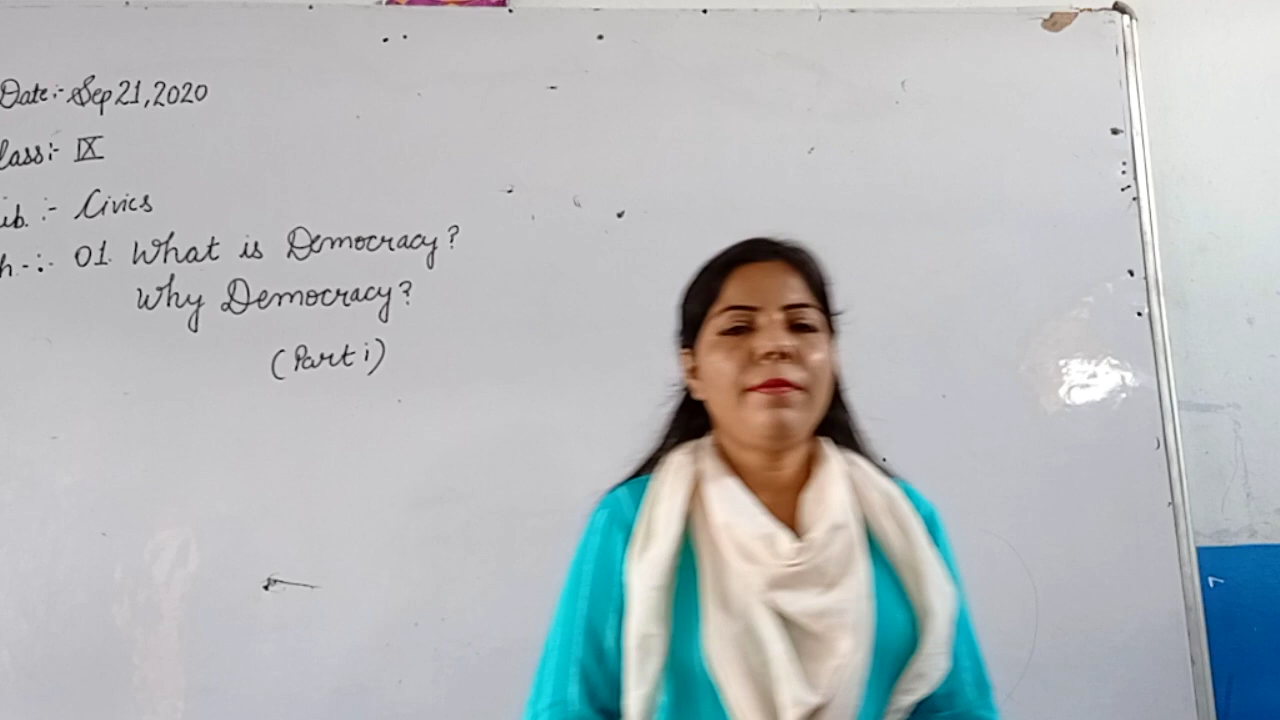 Date:- Sep 21, 2020
lass:- IX
ub. :- Civics
h.-:- 01. What is Democracy?
Why Democracy?
(Part i)